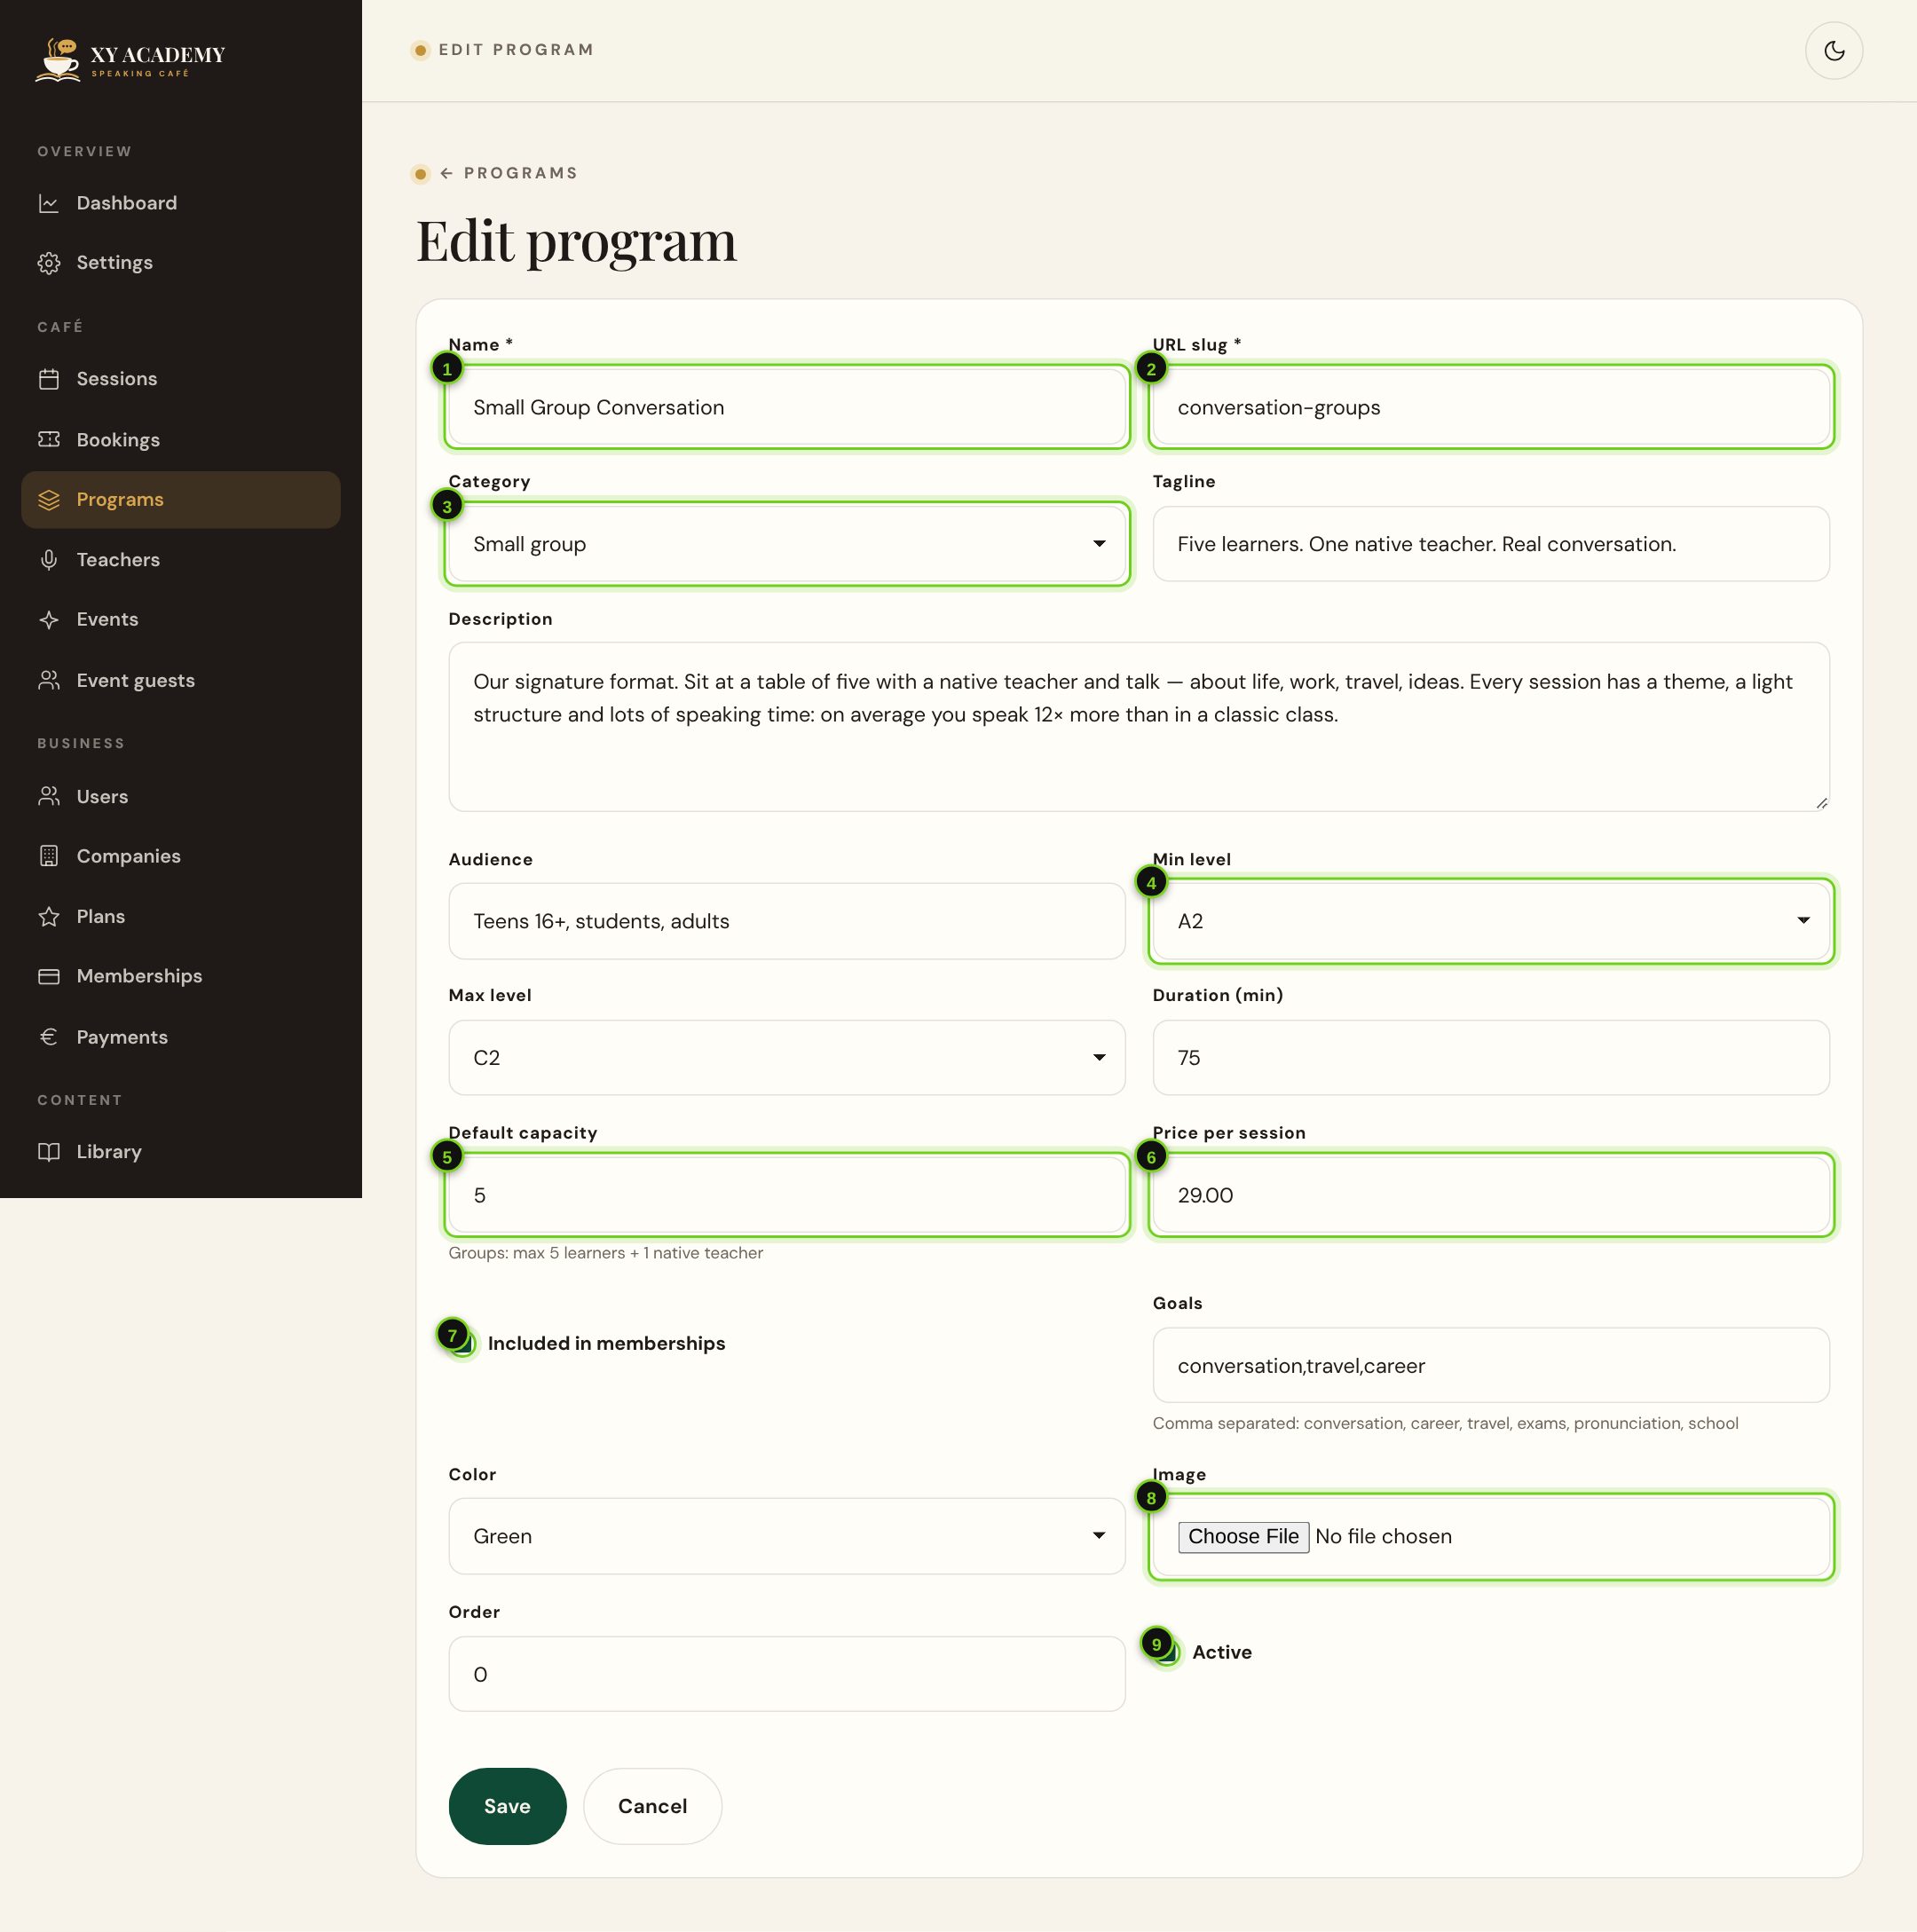 XY ACADEMY
SPEAKING CAFÉ
OVERVIEW
Dashboard
Settings
CAFÉ
Sessions
Bookings
Programs
Teachers
Events
Event guests
BUSINESS
Users
Companies
Plans
Memberships
Payments
CONTENT
Library
EDIT PROGRAM
← PROGRAMS
Edit program
Name *
1
Small Group Conversation
URL slug *
2
conversation-groups
Category
3
Small group
Tagline
Five learners. One native teacher. Real conversation.
Description
Our signature format. Sit at a table of five with a native teacher and talk — about life, work, travel, ideas. Every session has a theme, a light
structure and lots of speaking time: on average you speak 12× more than in a classic class.
Audience
Teens 16+, students, adults
Min level
4
A2
Max level
C2
Duration (min)
75
Default capacity
5
5
Groups: max 5 learners + 1 native teacher
Price per session
6
29.00
7
Included in memberships
Goals
conversation,travel,career
Comma separated: conversation, career, travel, exams, pronunciation, school
Color
Green
Image
8
Choose File No file chosen
Order
0
9
Active
Save
Cancel